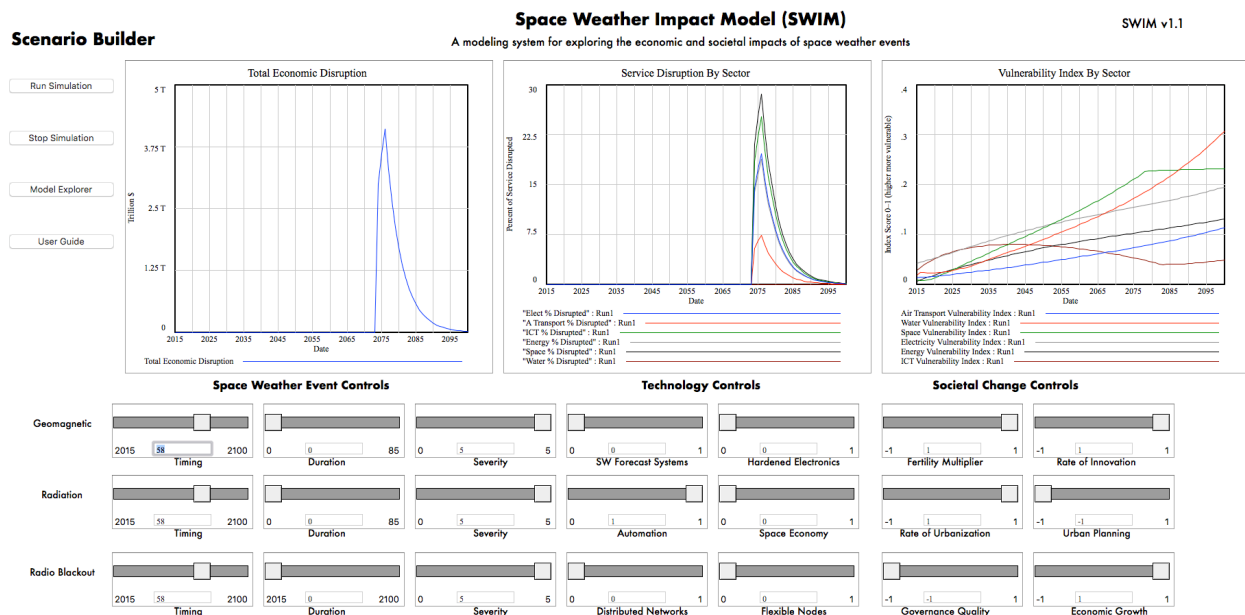 Space Weather Impact Model (SWIM)
SWIM v1.1
Scenario Builder
A modeling system for exploring the economic and societal impacts of space weather events
Run Simulation
Stop Simulation
Model Explorer
User Guide
Total Economic Disruption
5 T
3.75 T
2.5 T
1.25 T
0
Trillion $
2015 2025 2035 2045 2055 2065 2075 2085 2095
Date
Total Economic Disruption
Service Disruption By Sector
30
22.5
15
7.5
0
Percent of Service Disrupted
2015 2025 2035 2045 2055 2065 2075 2085 2095
Date
"Elect % Disrupted" : Run1
"A Transport % Disrupted" : Run1
"ICT % Disrupted" : Run1
"Energy % Disrupted" : Run1
"Space % Disrupted" : Run1
"Water % Disrupted" : Run1
Vulnerability Index By Sector
.4
.3
.2
.1
0
Index Score 0-1 (higher more vulnerable)
2015 2025 2035 2045 2055 2065 2075 2085 2095
Date
Air Transport Vulnerability Index : Run1
Water Vulnerability Index : Run1
Space Vulnerability Index : Run1
Electricity Vulnerability Index : Run1
Energy Vulnerability Index : Run1
ICT Vulnerability Index : Run1
Space Weather Event Controls
Technology Controls
Societal Change Controls
Geomagnetic
2015 58 2100
Timing
0 0 85
Duration
0 5 5
Severity
0 0 1
SW Forecast Systems
0 0 1
Hardened Electronics
-1 1 1
Fertility Multiplier
-1 1 1
Rate of Innovation
Radiation
2015 58 2100
Timing
0 0 85
Duration
0 5 5
Severity
0 1 1
Automation
0 0 1
Space Economy
-1 1 1
Rate of Urbanization
-1 -1 1
Urban Planning
Radio Blackout
2015 58 2100
Timing
2015 0 2100
Duration
0 5 5
Severity
0 0 1
Distributed Networks
0 0 1
Flexible Nodes
-1 -1 1
Governance Quality
-1 1 1
Economic Growth